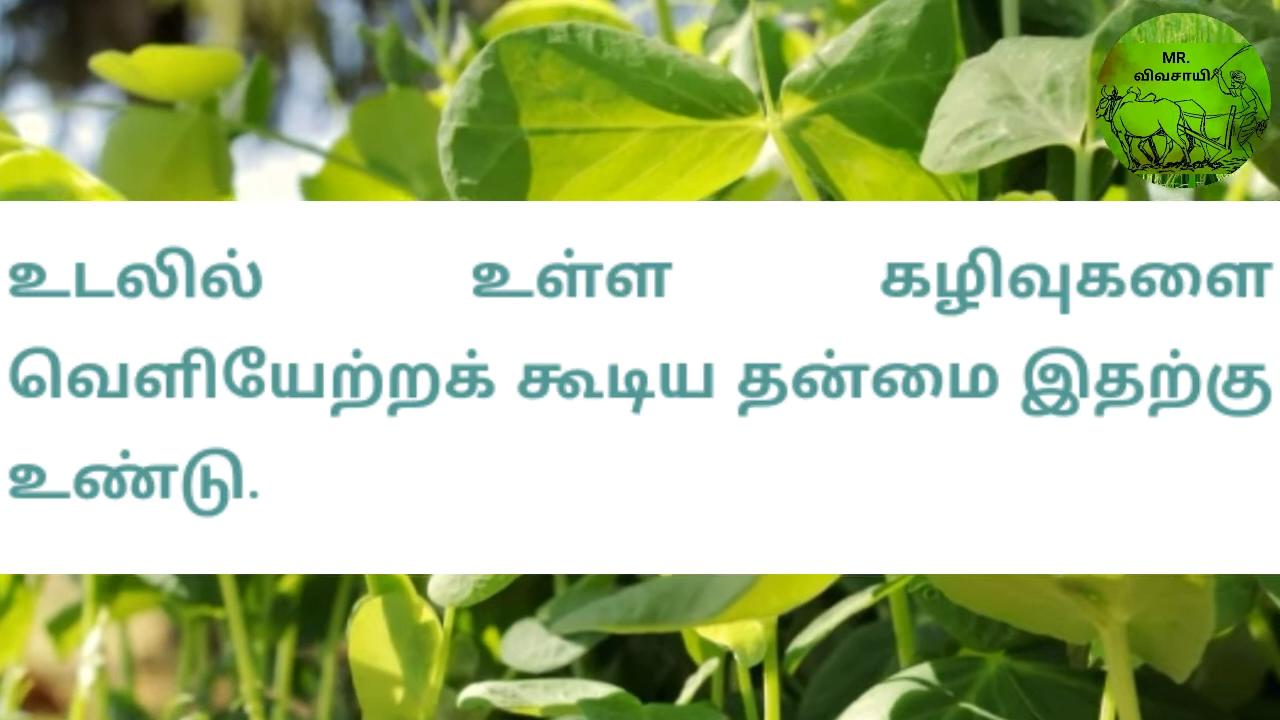 MR.
விவசாயி
உடலில் உள்ள கழிவுகளை
வெளியேற்றக் கூடிய தன்மை இதற்கு
உண்டு.